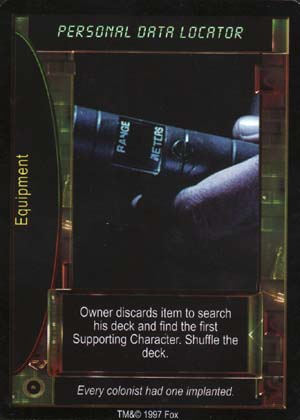 PERSONAL DATA LOCATOR
Equipment
RANGE
METERS
Owner discards item to search
his deck and find the first
Supporting Character. Shuffle the
deck.
Every colonist had one implanted.
TM&© 1997 Fox